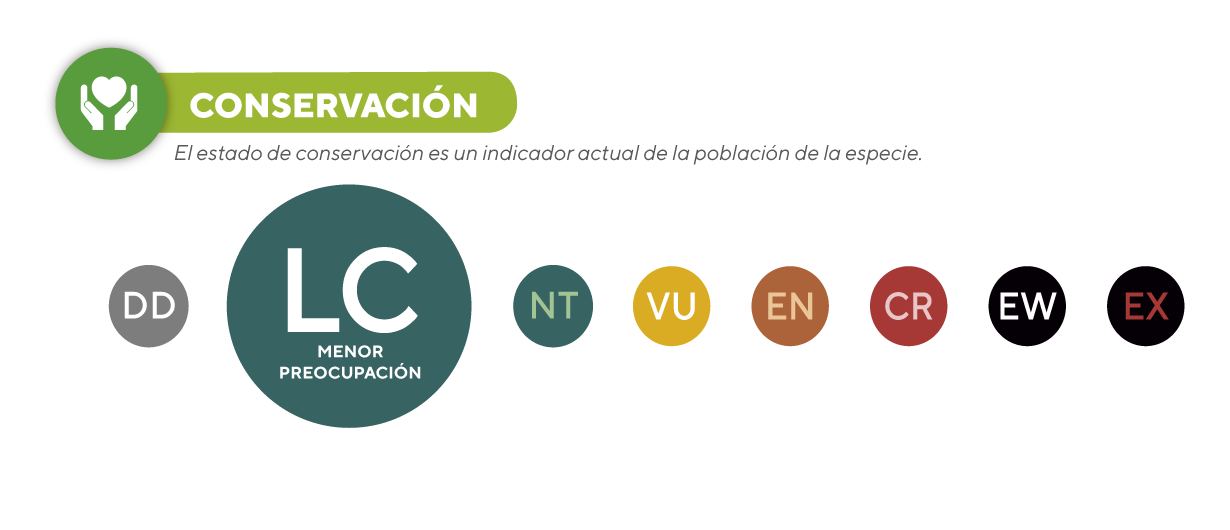 CONSERVACIÓN
El estado de conservación es un indicador actual de la población de la especie.
DD
LC
MENOR
PREOCUPACIÓN
NT
VU
EN
CR
EW
EX